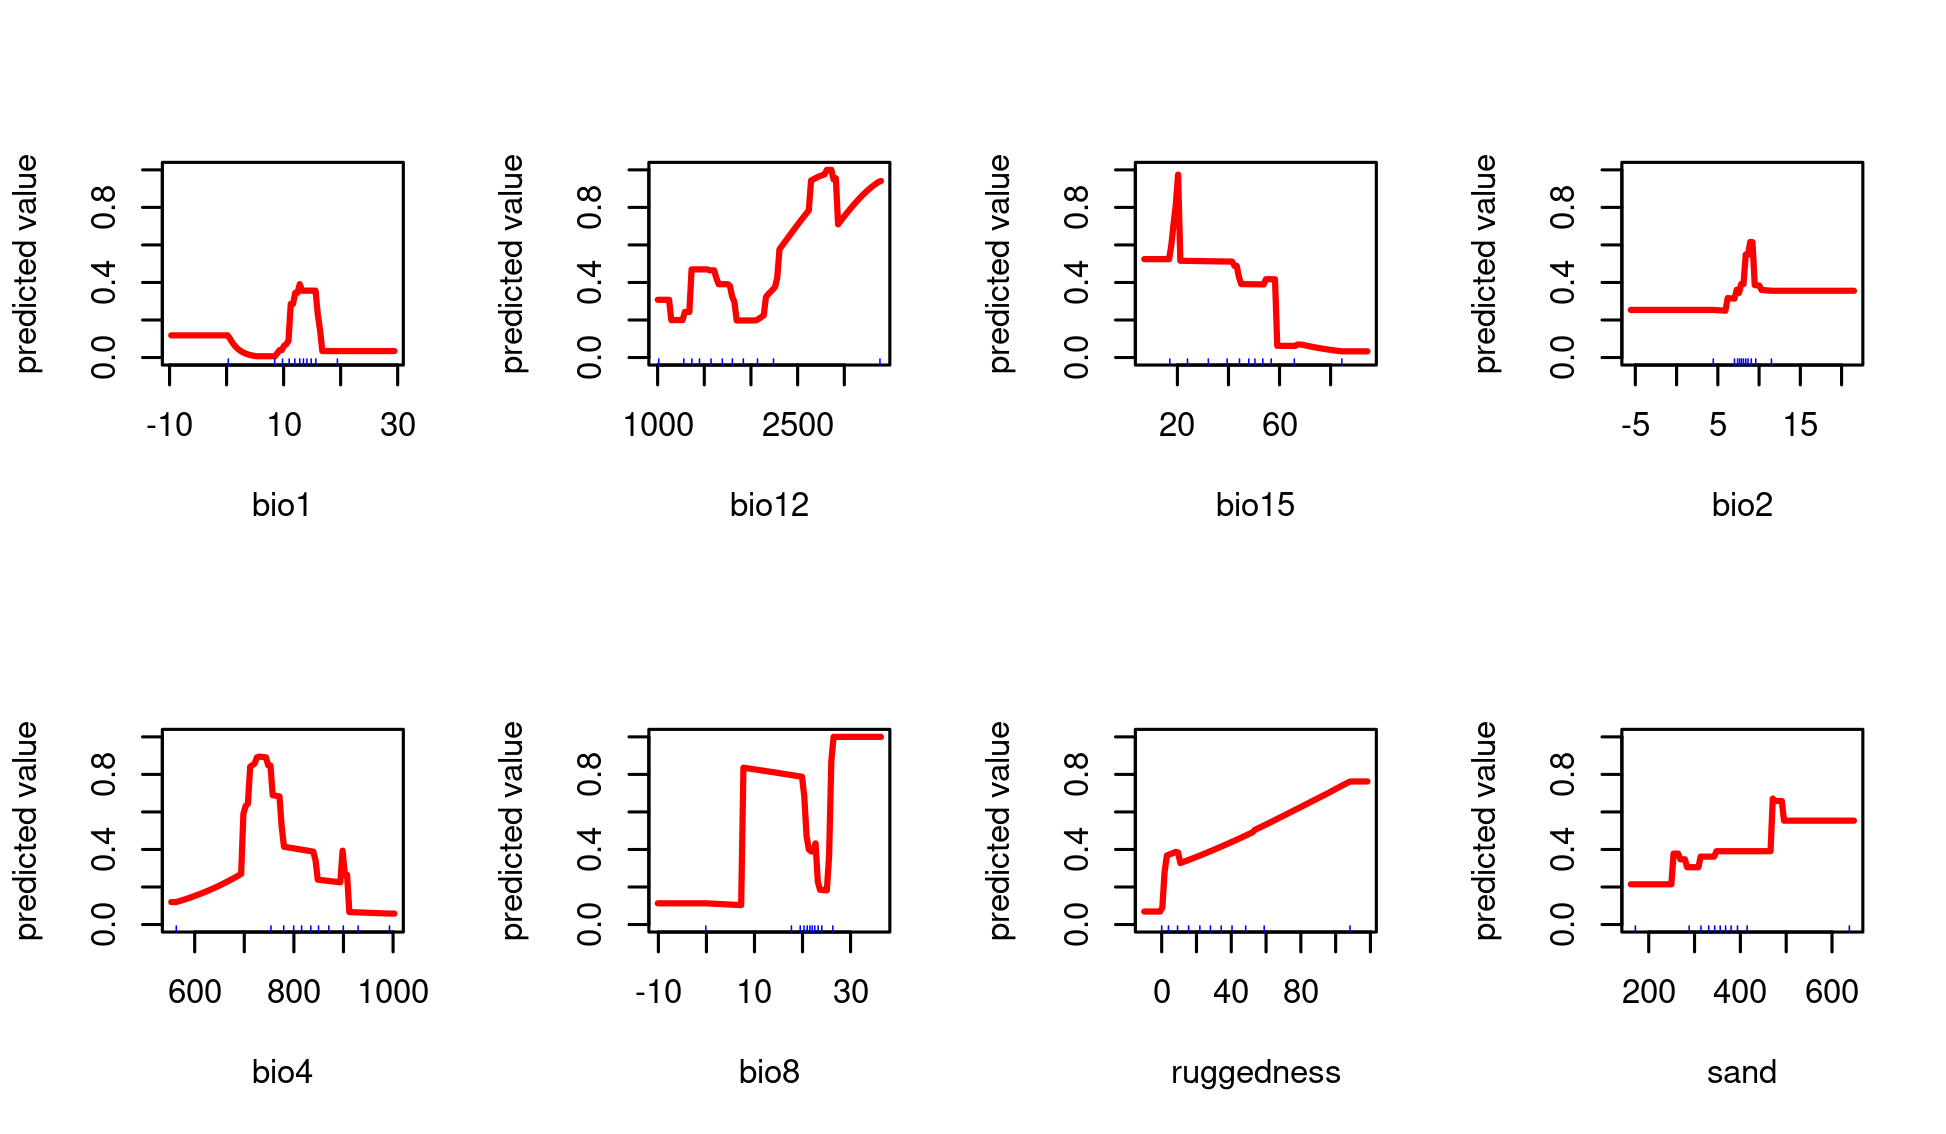 predicted value
0.0 0.4 0.8
-10 10 30
bio1
predicted value
0.0 0.4 0.8
1000 2500
bio12
predicted value
0.0 0.4 0.8
20 60
bio15
predicted value
0.0 0.4 0.8
-5 5 15
bio2
predicted value
0.0 0.4 0.8
600 800 1000
bio4
predicted value
0.0 0.4 0.8
-10 10 30
bio8
predicted value
0.0 0.4 0.8
0 40 80
ruggedness
predicted value
0.0 0.4 0.8
200 400 600
sand